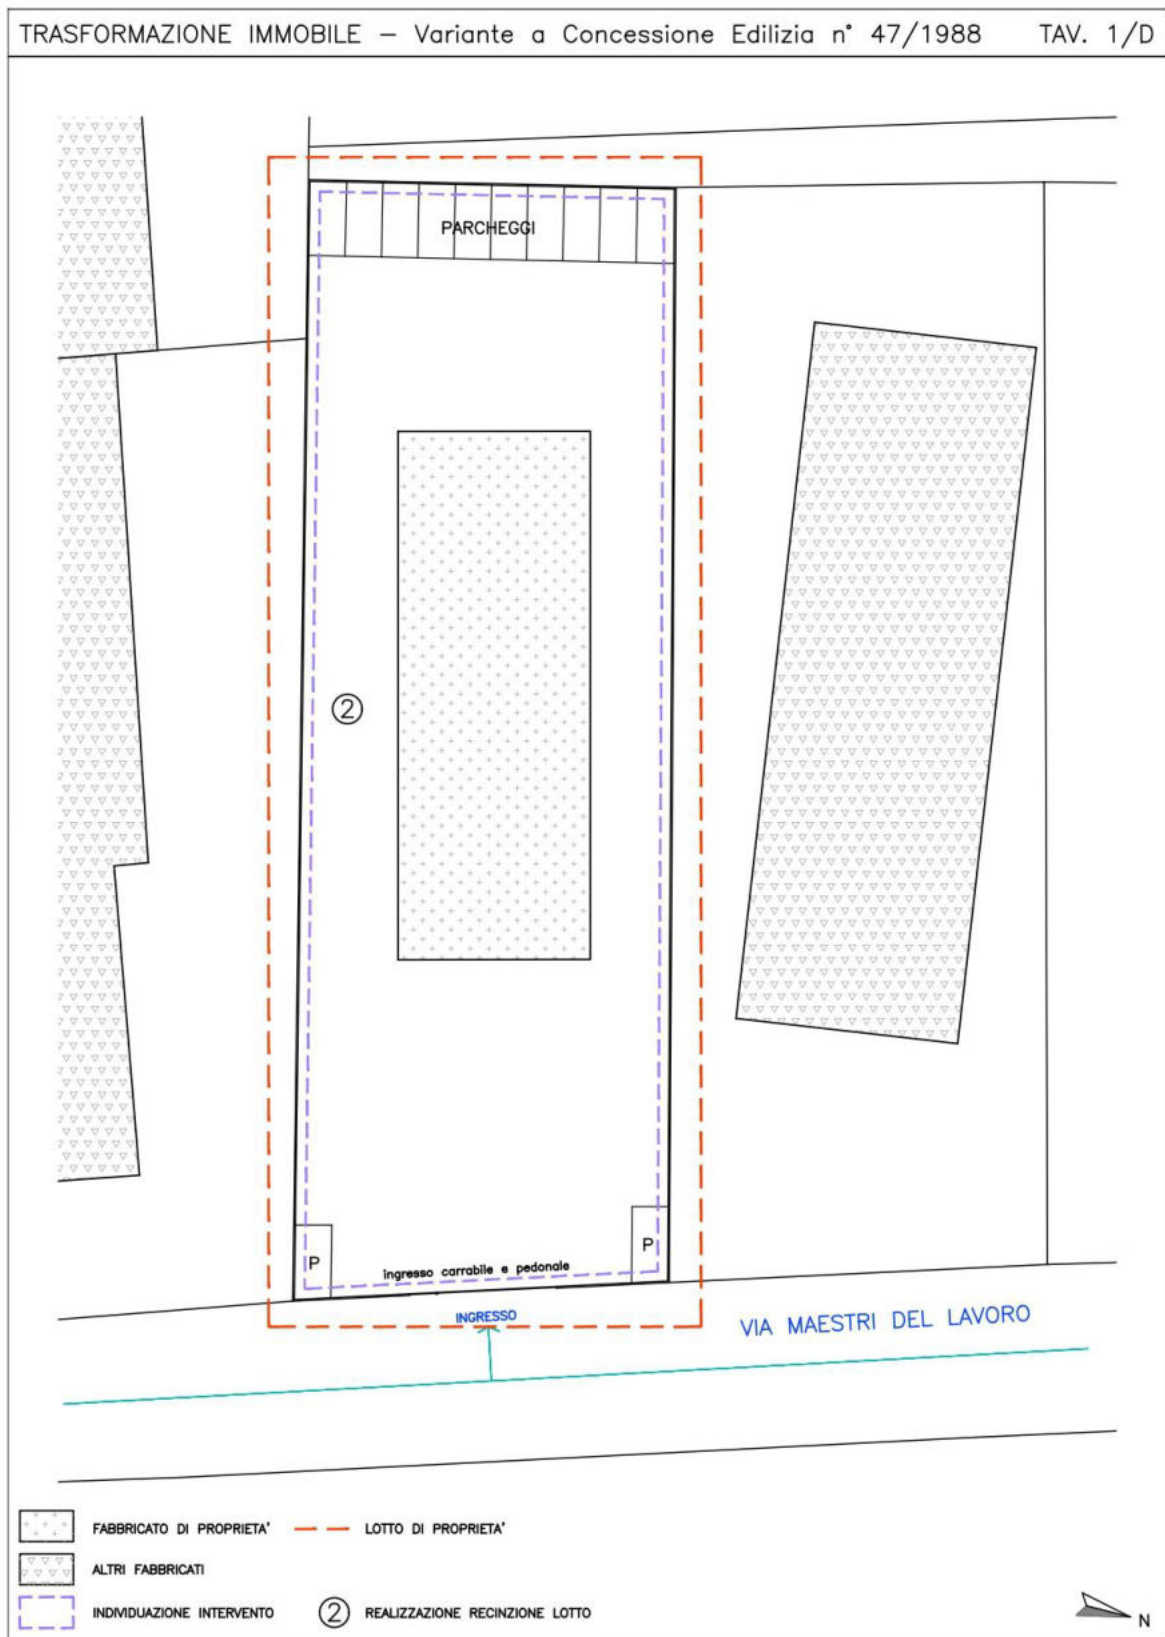 TRASFORMAZIONE IMMOBILE – Variante a Concessione Edilizia n° 47/1988 TAV. 1/D
PARCHEGGI
2
P
P
ingresso carrabile e pedonale
INGRESSO
VIA MAESTRI DEL LAVORO
FABBRICATO DI PROPRIETA'
LOTTO DI PROPRIETA'
ALTRI FABBRICATI
INDIVIDUAZIONE INTERVENTO
2 REALIZZAZIONE RECINZIONE LOTTO
N